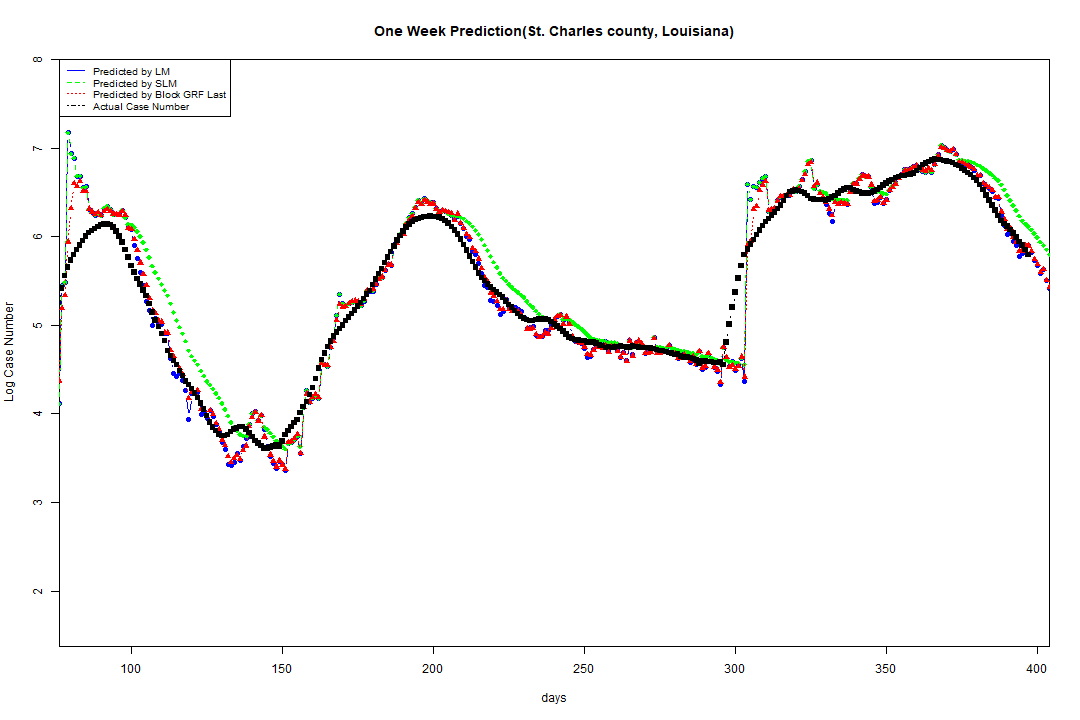 One Week Prediction(St. Charles county, Louisiana)
Predicted by LM
Predicted by SLM
Predicted by Block GRF Last
Actual Case Number
8
7
6
5
4
3
2
Log Case Number
100 150 200 250 300 350 400
days